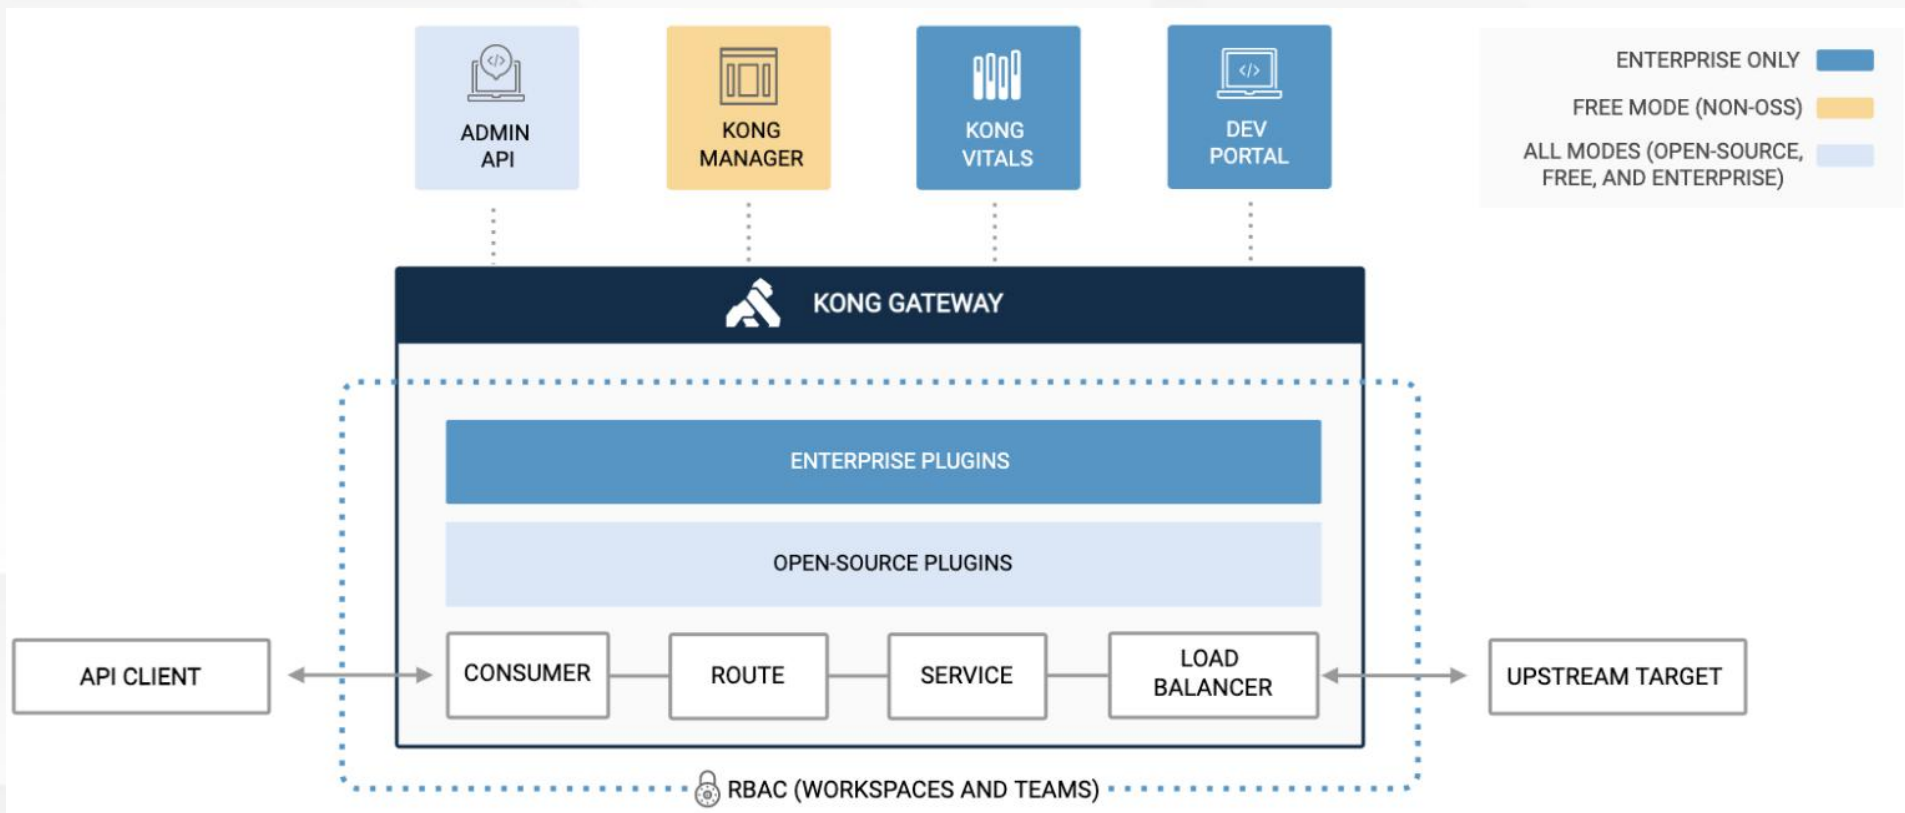 ADMIN
API
KONG
MANAGER
KONG
VITALS
DEV
PORTAL
ENTERPRISE ONLY
FREE MODE (NON-OSS)
ALL MODES (OPEN-SOURCE,
FREE, AND ENTERPRISE)
KONG GATEWAY
ENTERPRISE PLUGINS
OPEN-SOURCE PLUGINS
API CLIENT
CONSUMER
ROUTE
SERVICE
LOAD
BALANCER
UPSTREAM TARGET
RBAC (WORKSPACES AND TEAMS)